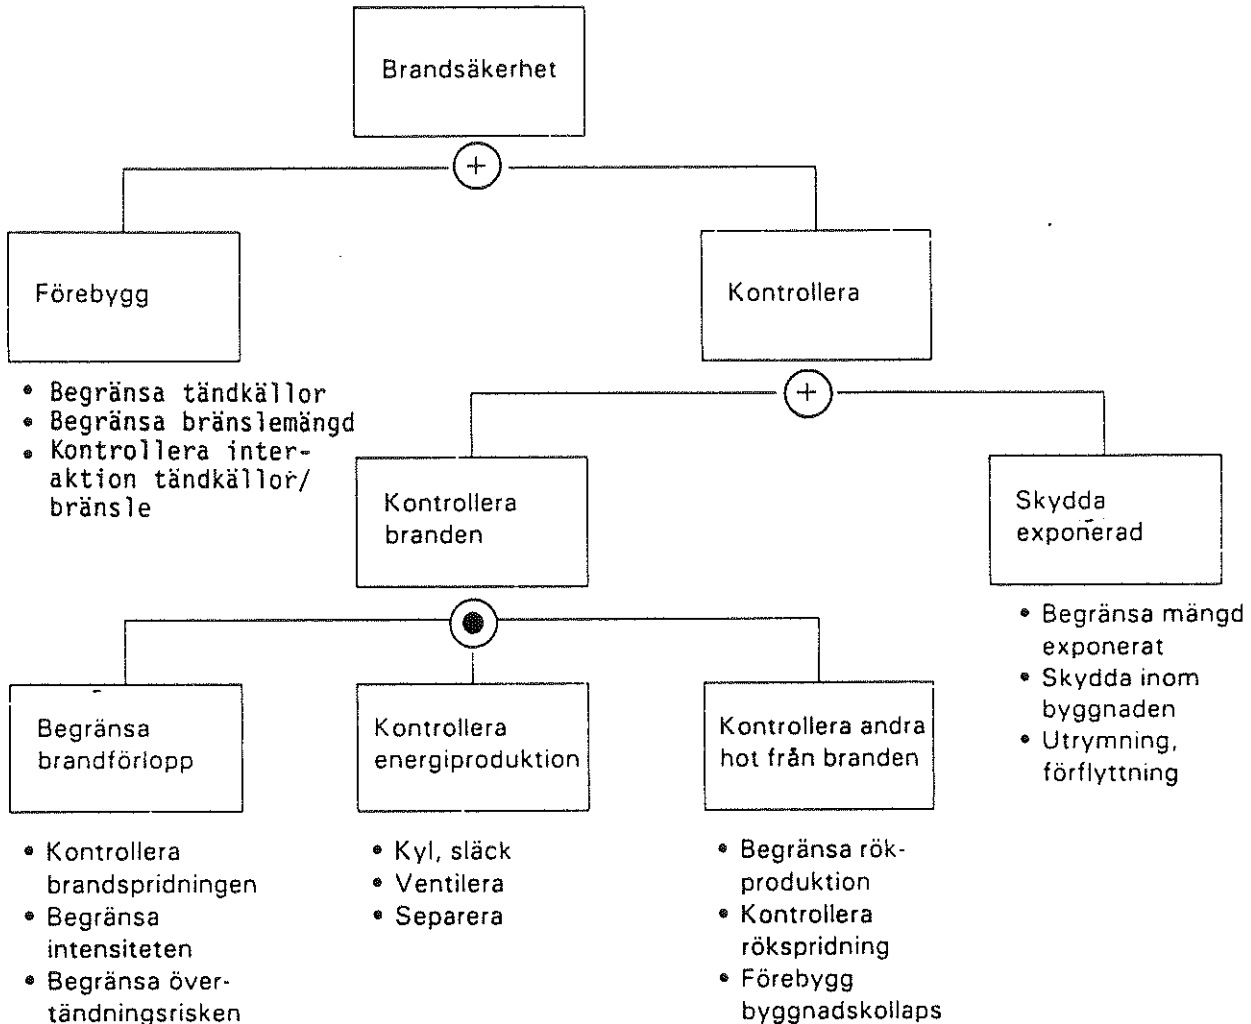 Brandsäkerhet
+
Förebygg
Kontrollera
• Begränsa tändkällor
• Begränsa bränslemängd
• Kontrollera inter-
aktion tändkällor/
bränsle
+
Kontrollera
branden
Skydda
exponerad
• Begränsa mängd
exponerat
• Skydda inom
byggnaden
• Utrymning,
förflyttning
Begränsa
brandförlopp
Kontrollera
energiproduktion
Kontrollera andra
hot från branden
• Kontrollera
brandspridningen
• Begränsa
intensiteten
• Begränsa över-
tändningsrisken
• Kyl, släck
• Ventilera
• Separera
• Begränsa rök-
produktion
• Kontrollera
rökspridning
• Förebygg
byggnadskollaps